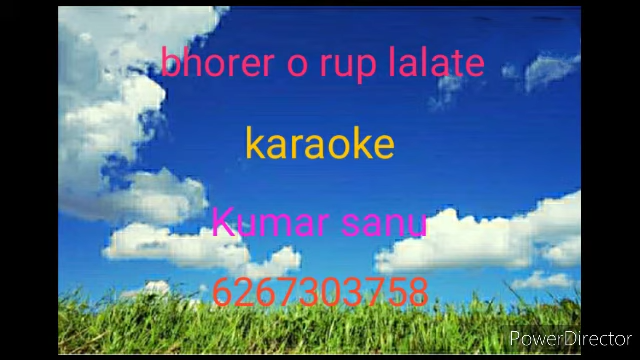 bhorer o rup lalate
karaoke
Kumar sanu
6267303758
PowerDirector